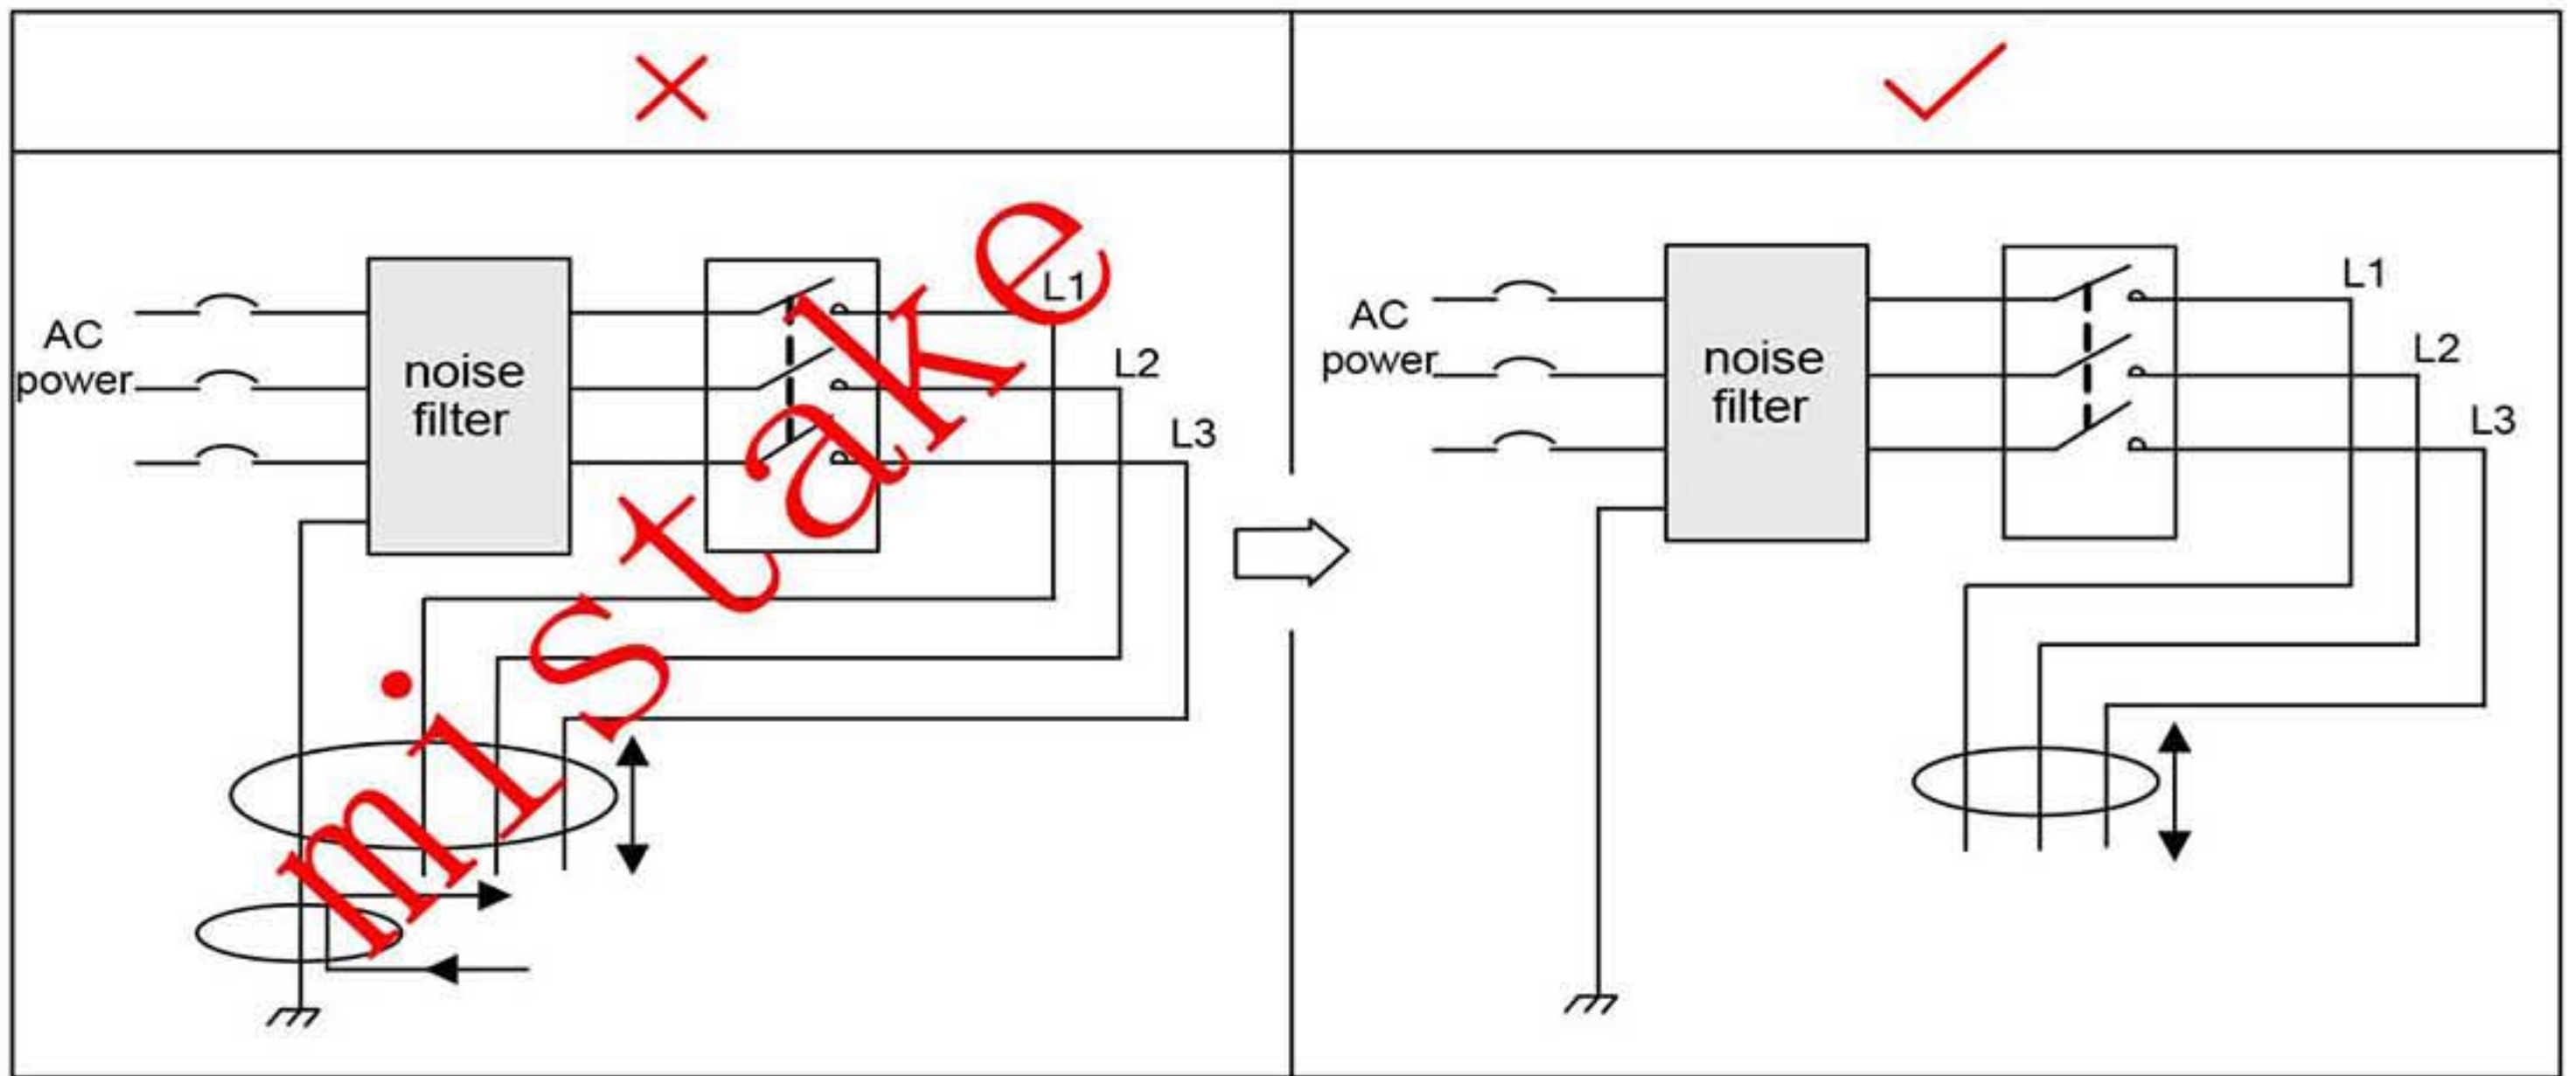 AC
power
noise
filter
L1
L2
L3
mistake
AC
power
noise
filter
L1
L2
L3